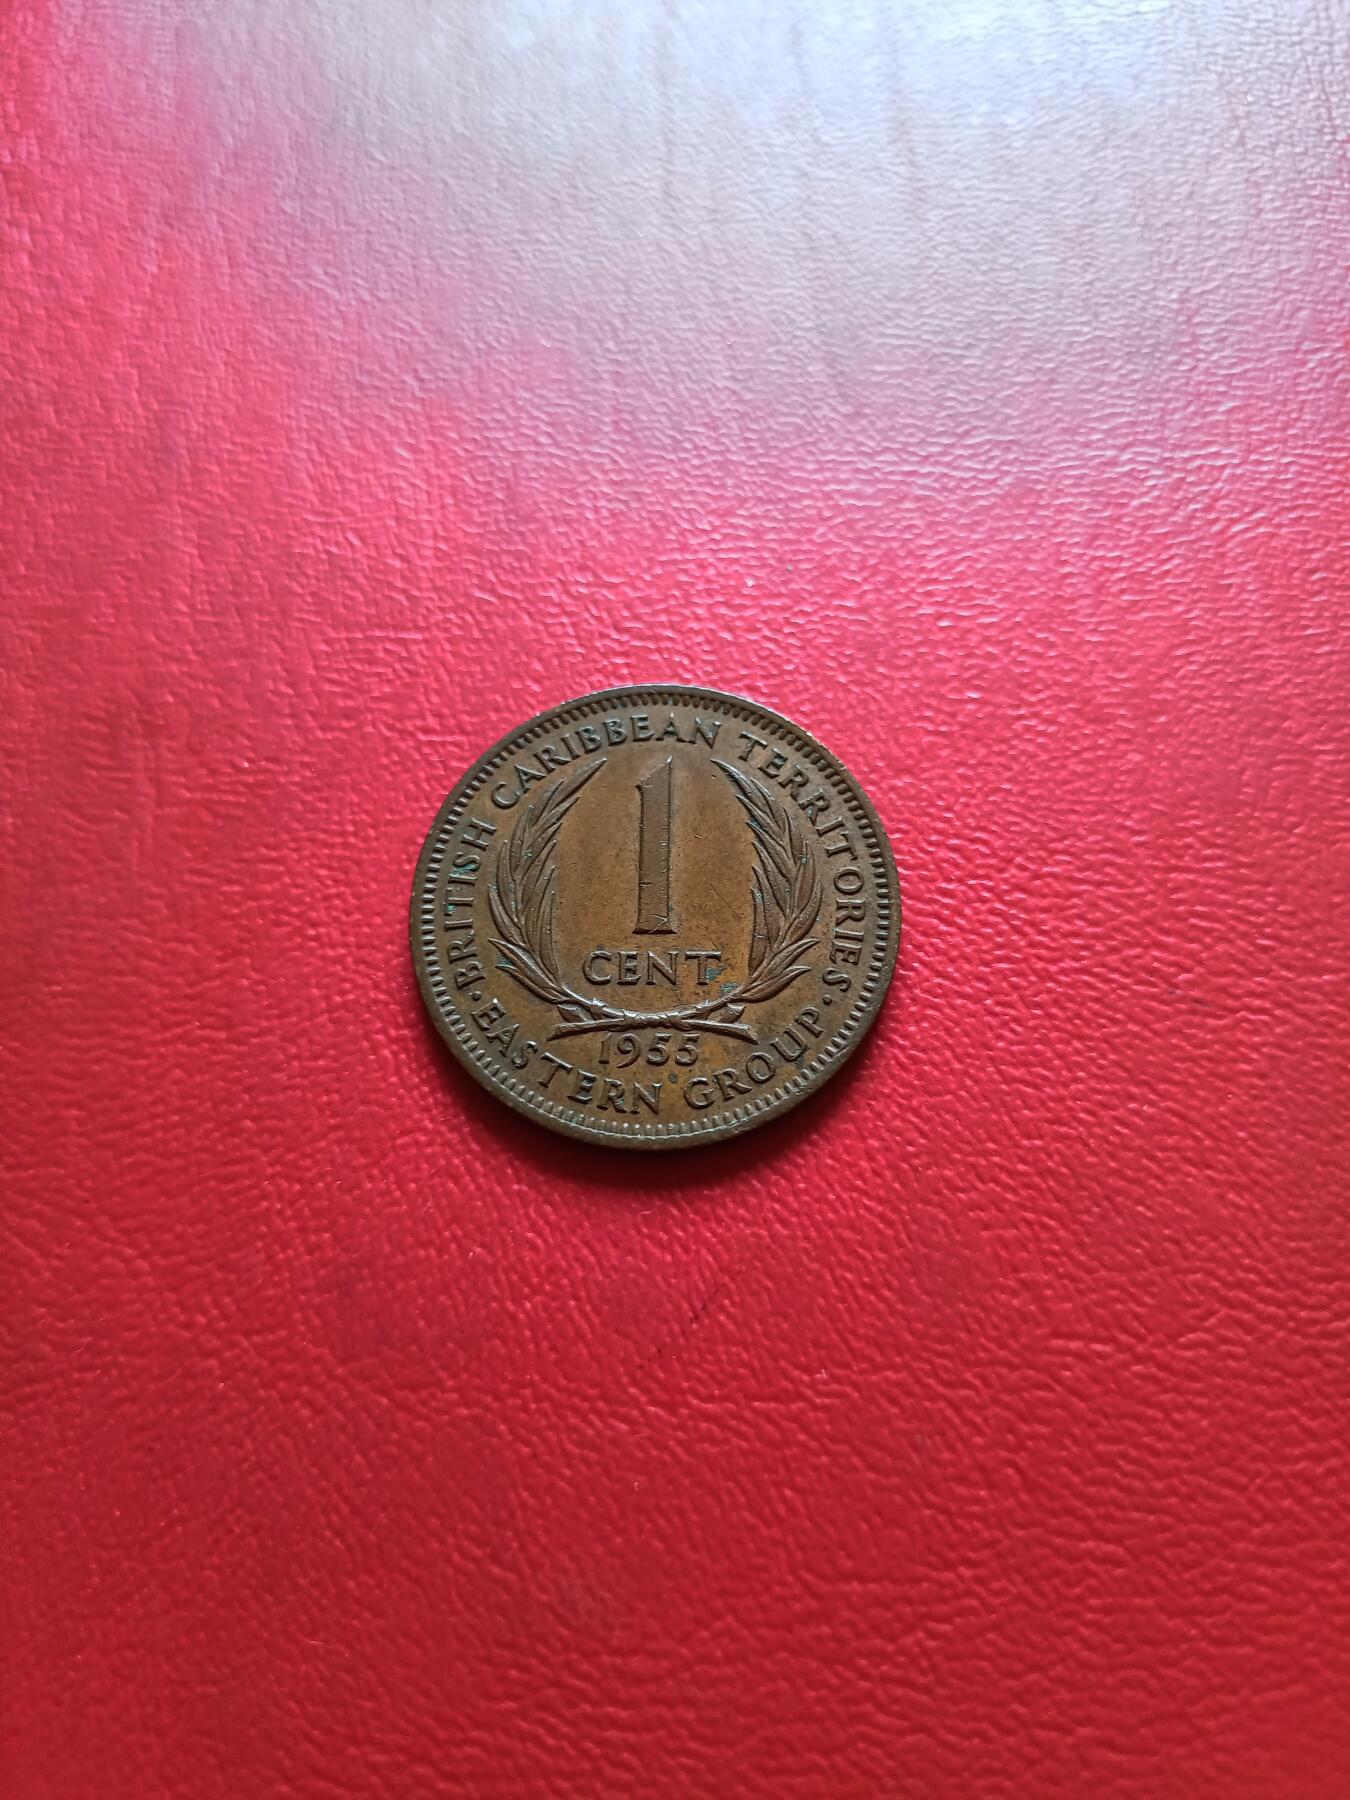 BRITISH CARIBBEAN TERRITORIES
1
CENT
1955
· EASTERN GROUP ·